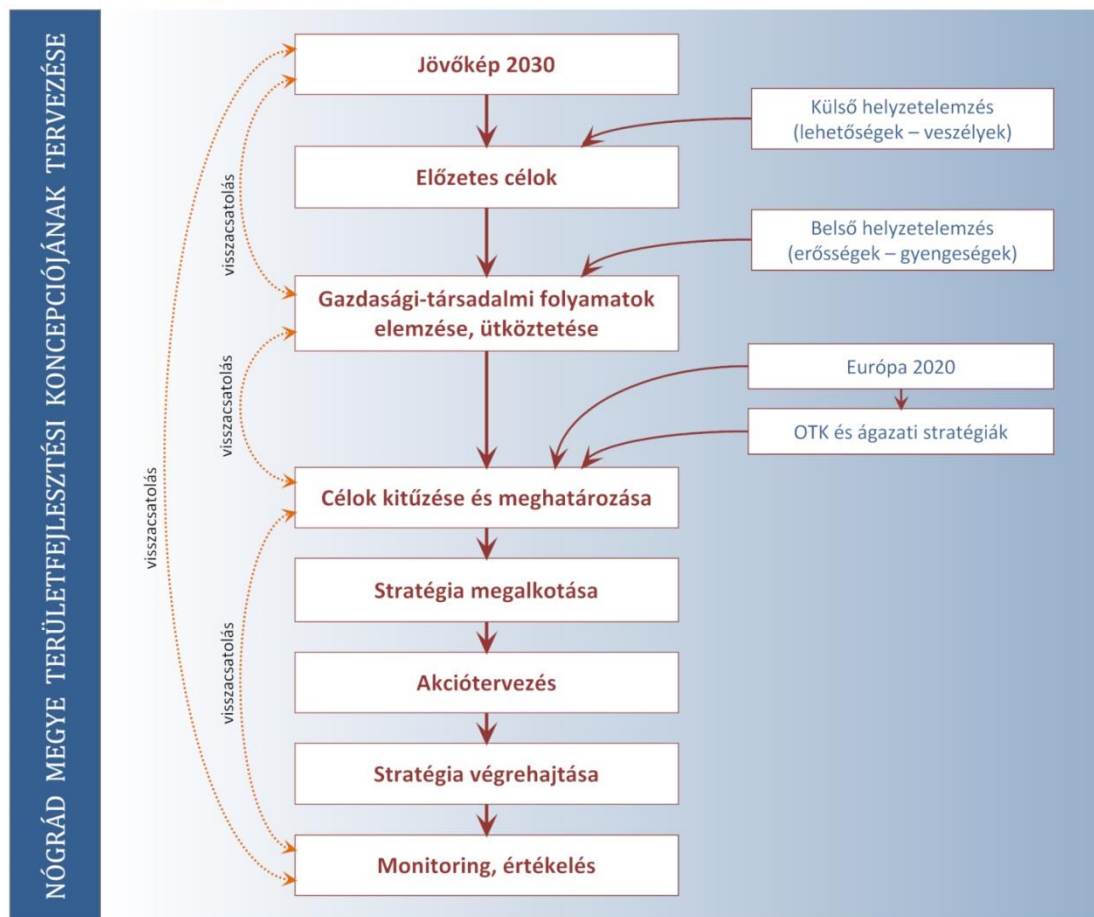 NÓGRÁD MEGYE TERÜLETFEJLESZTÉSI KONCEPCIÓJÁNAK TERVEZÉSE
Jövőkép 2030
Külső helyzetelemzés
(lehetőségek – veszélyek)
Előzetes célok
visszacsatolás
Belső helyzetelemzés
(erősségek – gyengeségek)
Gazdasági-társadalmi folyamatok
elemzése, ütköztetése
visszacsatolás
Európa 2020
OTK és ágazati stratégiák
visszacsatolás
Célok kitűzése és meghatározása
Stratégia megalkotása
visszacsatolás
Akciótervezés
Stratégia végrehajtása
Monitoring, értékelés